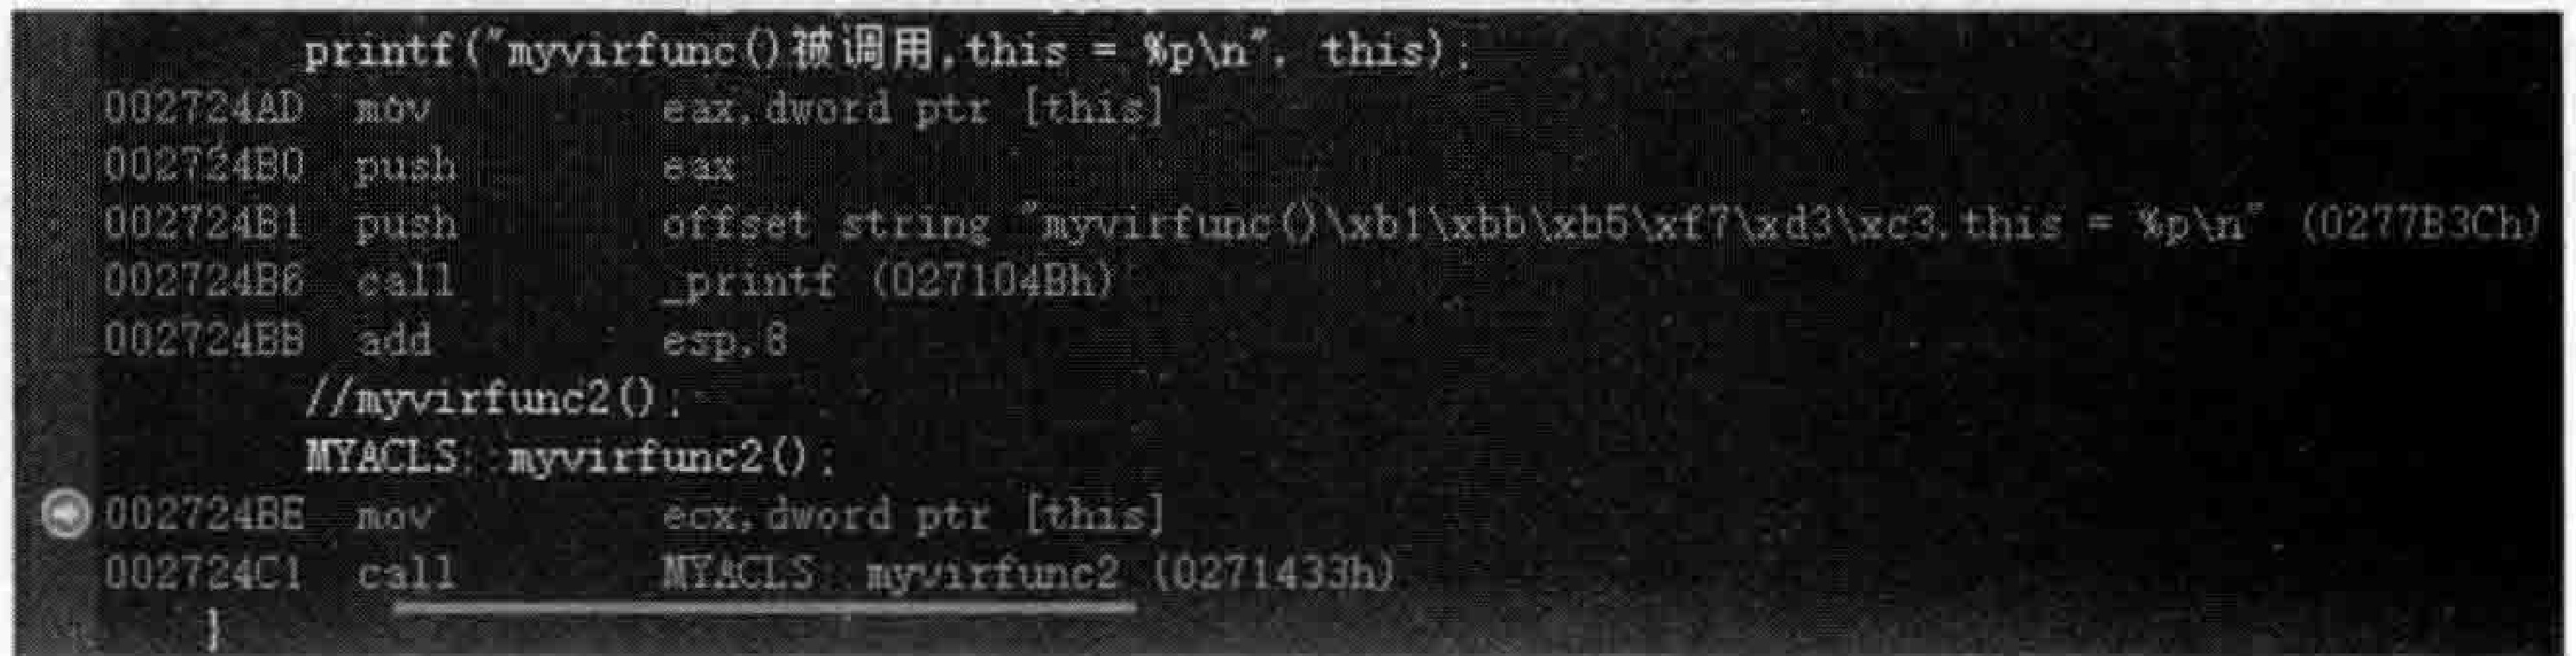 printf("myvirfunc()被调用,this = %p\n", this);
002724AD mov eax,dword ptr [this]
002724B0 push eax
002724B1 push offset string "myvirfunc()\xb1\xbb\xb5\xf7\xd3\xc3,this = %p\n" (0277B3Ch)
002724B6 call _printf (027104Bh)
002724BB add esp,8
//myvirfunc2();
MYACLS::myvirfunc2();
002724BE mov ecx,dword ptr [this]
002724C1 call MYACLS::myvirfunc2 (0271433h)
}